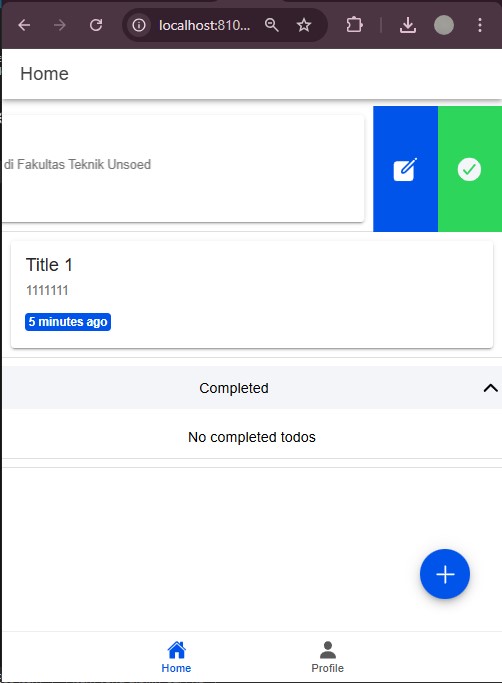 localhost:810...
Home
di Fakultas Teknik Unsoed
Title 1
1111111
5 minutes ago
Completed
No completed todos
Home
Profile